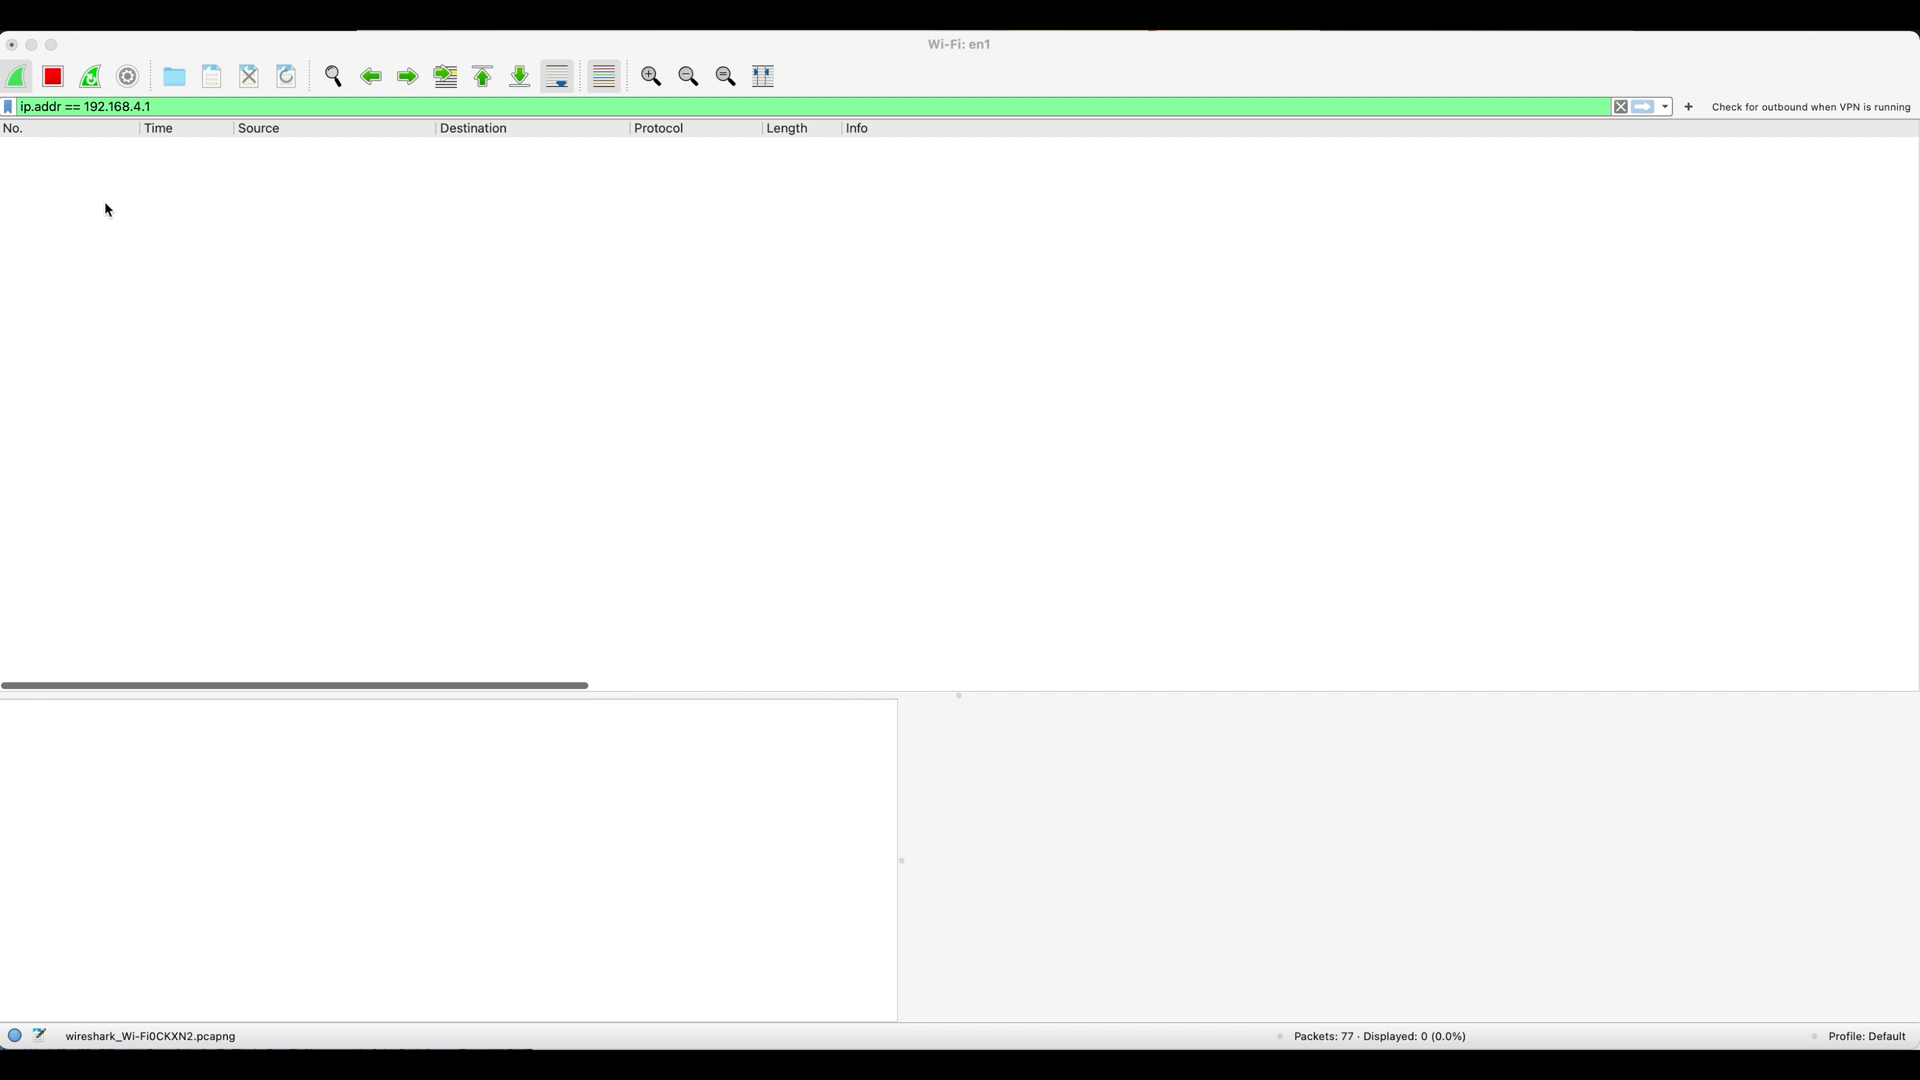 Wi-Fi: en1
ip.addr == 192.168.4.1
Check for outbound when VPN is running
No. Time Source Destination Protocol Length Info
wireshark_Wi-Fi0CKXN2.pcapng
Packets: 77 · Displayed: 0 (0.0%)
Profile: Default